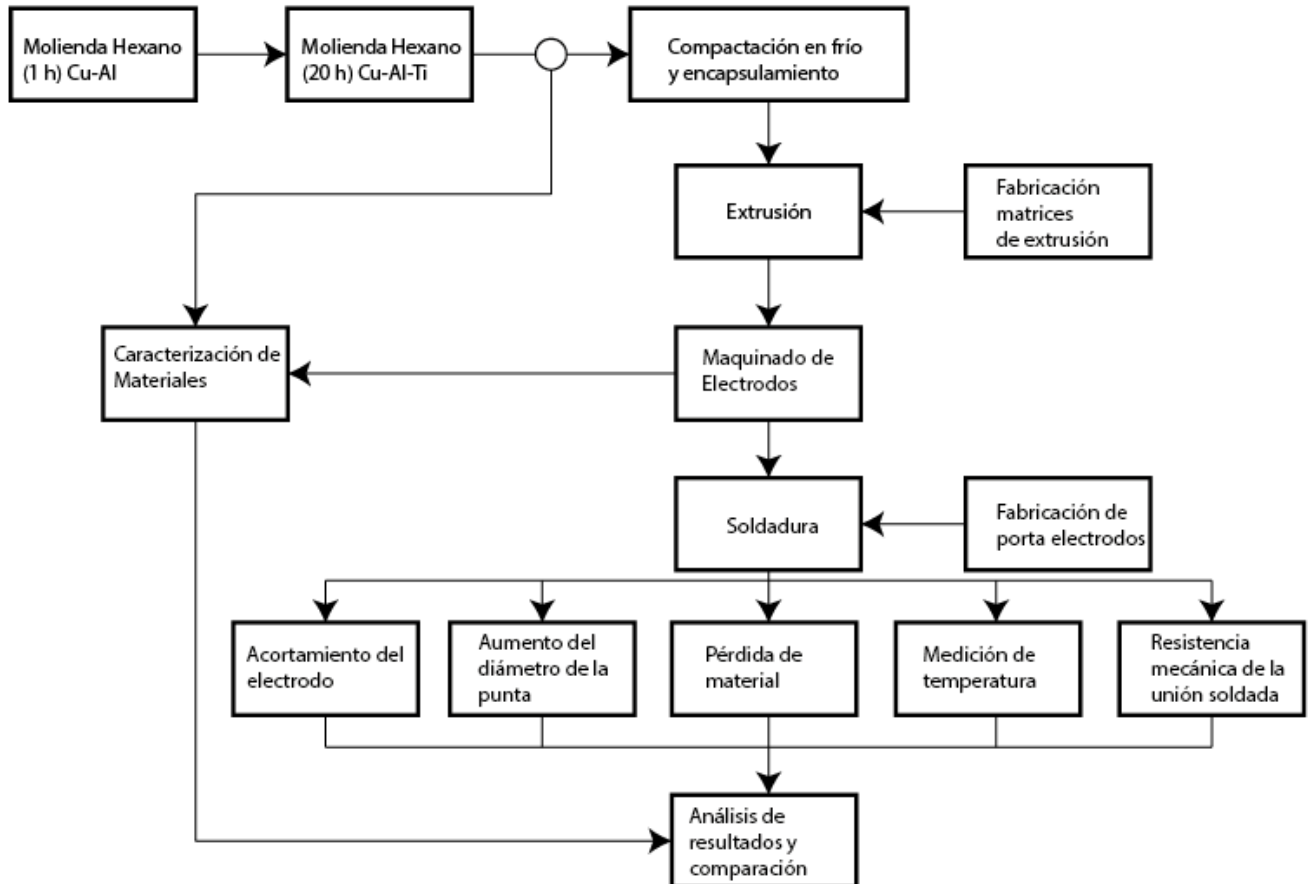 Molienda Hexano
(1 h) Cu-Al
Molienda Hexano
(20 h) Cu-Al-Ti
Compactación en frío
y encapsulamiento
Extrusión
Fabricación
matrices
de extrusión
Caracterización de
Materiales
Maquinado de
Electrodos
Soldadura
Fabricación de
porta electrodos
Acortamiento del
electrodo
Aumento del
diámetro de la
punta
Pérdida de
material
Medición de
temperatura
Resistencia
mecánica de la
unión soldada
Análisis de
resultados y
comparación